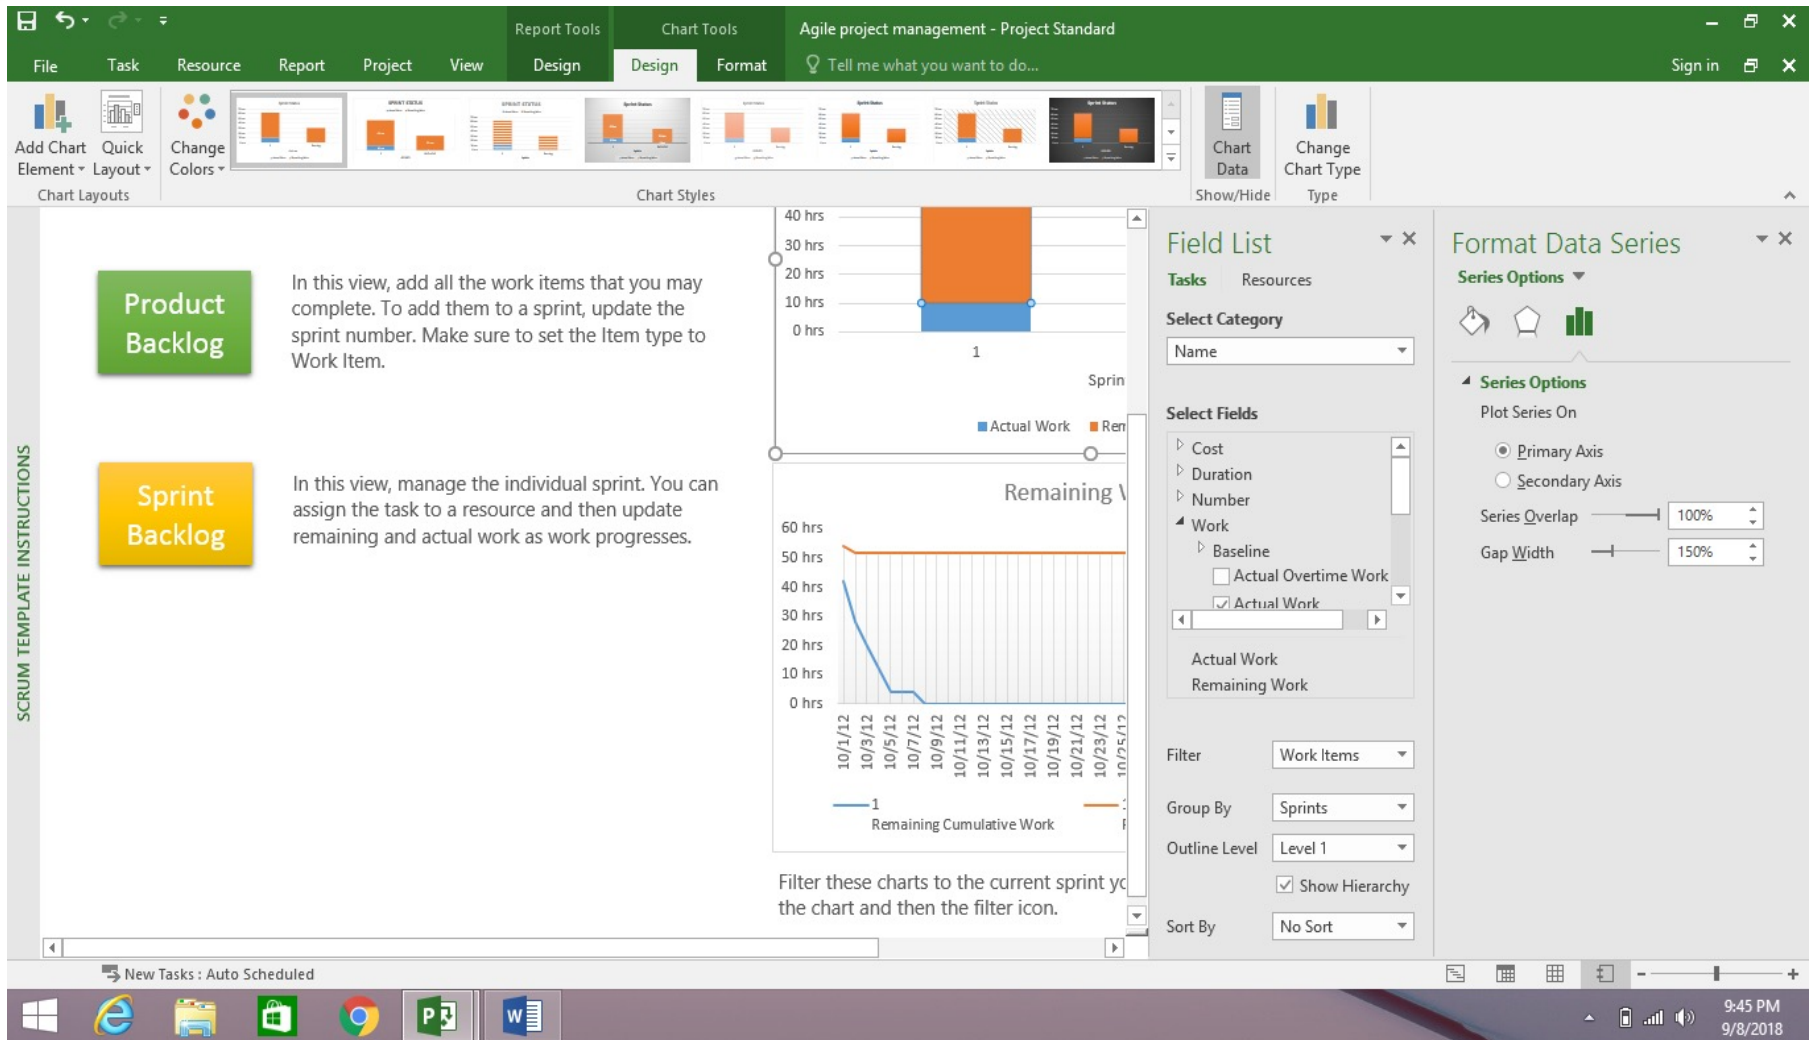 Report Tools
Chart Tools
Agile project management - Project Standard
File
Task
Resource
Report
Project
View
Design
Design
Format
Tell me what you want to do...
Sign in
Add Chart
Element
Quick
Layout
Change
Colors
Chart
Data
Change
Chart Type
Chart Layouts
Chart Styles
Show/Hide
Type
SCRUM TEMPLATE INSTRUCTIONS
Product
Backlog
In this view, add all the work items that you may
complete. To add them to a sprint, update the
sprint number. Make sure to set the Item type to
Work Item.
Sprint
Backlog
In this view, manage the individual sprint. You can
assign the task to a resource and then update
remaining and actual work as work progresses.
40 hrs
30 hrs
20 hrs
10 hrs
0 hrs
1
Sprin
Actual Work
Rem
Remaining
60 hrs
50 hrs
40 hrs
30 hrs
20 hrs
10 hrs
0 hrs
10/1/12
10/3/12
10/5/12
10/7/12
10/9/12
10/11/12
10/13/12
10/15/12
10/17/12
10/19/12
10/21/12
10/23/12
10/25/12
1
Remaining Cumulative Work
Filter these charts to the current sprint yo
the chart and then the filter icon.
Field List
Tasks
Resources
Select Category
Name
Select Fields
Cost
Duration
Number
Work
Baseline
Actual Overtime Work
Actual Work
Actual Work
Remaining Work
Filter
Work Items
Group By
Sprints
Outline Level
Level 1
Show Hierarchy
Sort By
No Sort
Format Data Series
Series Options
Series Options
Plot Series On
Primary Axis
Secondary Axis
Series Overlap
100%
Gap Width
150%
New Tasks : Auto Scheduled
9:45 PM
9/8/2018